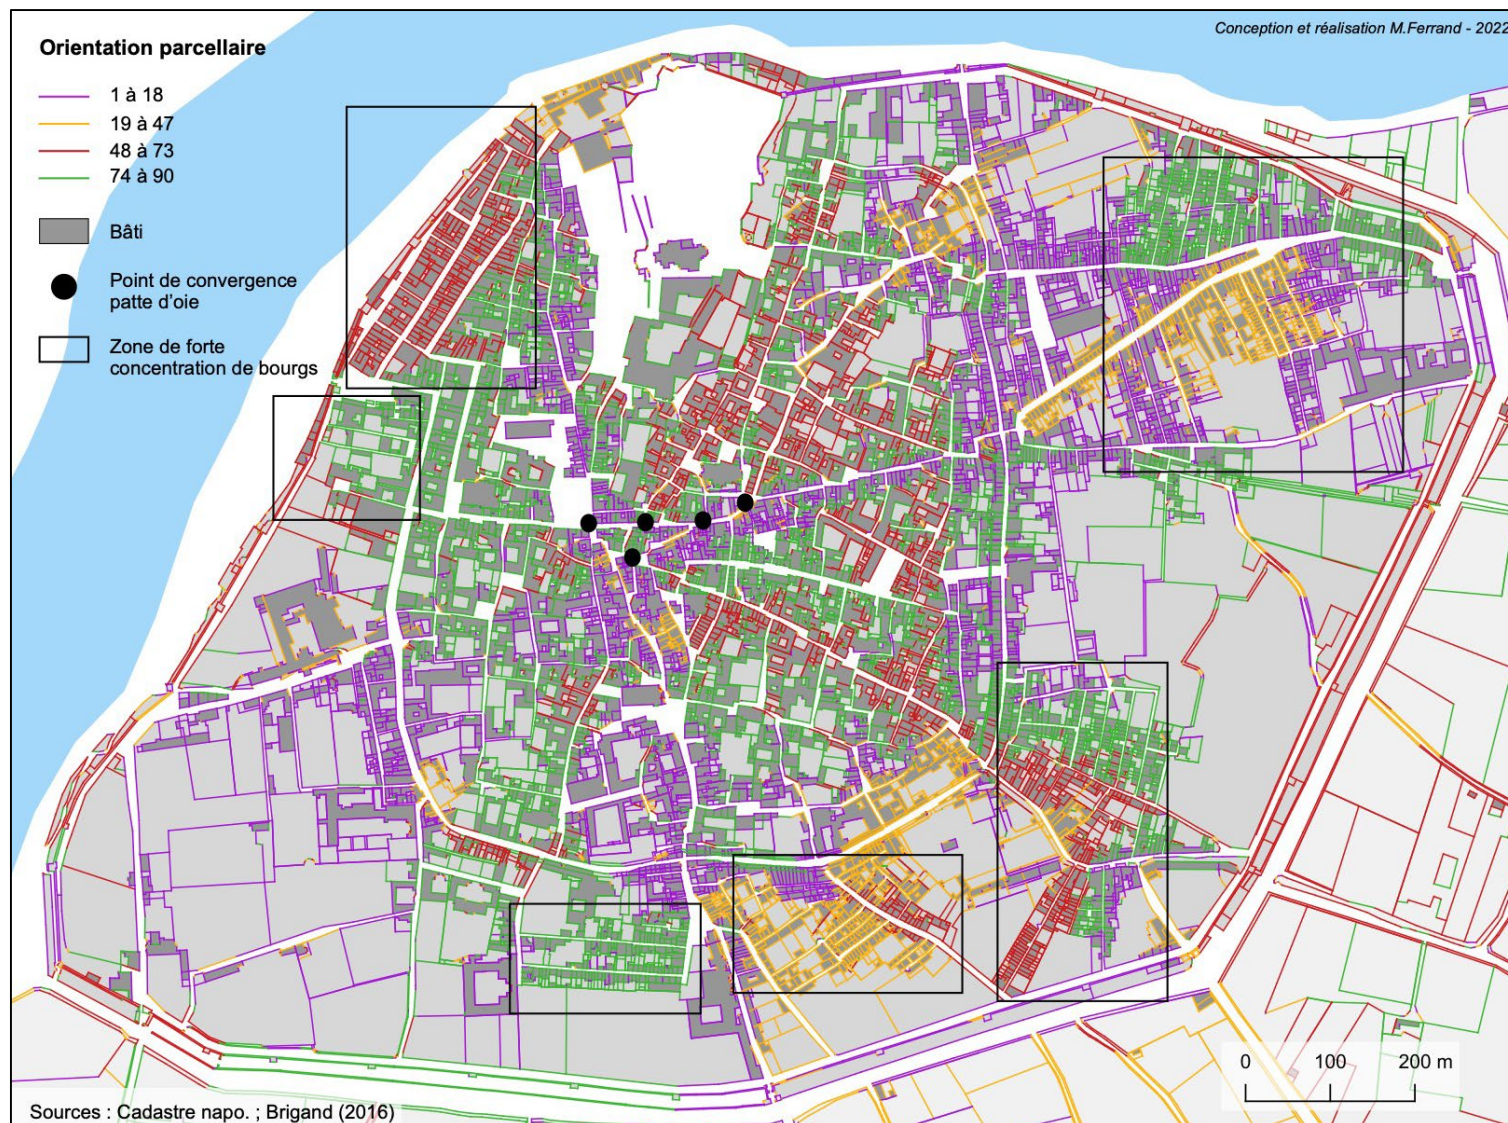 Conception et réalisation M.Ferrand - 2022
Orientation parcellaire
1 à 18
19 à 47
48 à 73
74 à 90
Bâti
Point de convergence
patte d'oie
Zone de forte
concentration de bourgs
0 100 200 m
Sources : Cadastre napo. ; Brigand (2016)